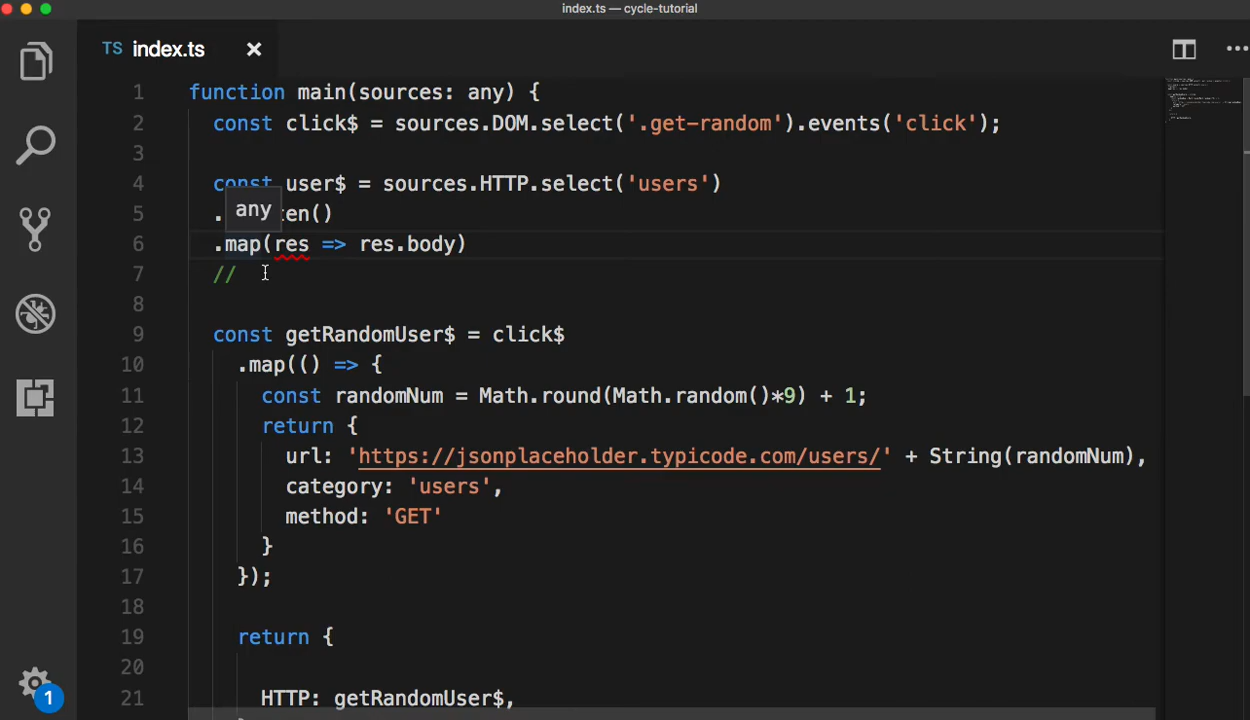 index.ts — cycle-tutorial
TS index.ts
1 function main(sources: any) {
2 const click$ = sources.DOM.select('.get-random').events('click');
3
4 const user$ = sources.HTTP.select('users')
any
5 . ten()
6 .map(res => res.body)
7 //
8
9 const getRandomUser$ = click$
10 .map(() => {
11 const randomNum = Math.round(Math.random()*9) + 1;
12 return {
13 url: 'https://jsonplaceholder.typicode.com/users/' + String(randomNum),
14 category: 'users',
15 method: 'GET'
16 }
17 });
18
19 return {
20
21 HTTP: getRandomUser$,
1